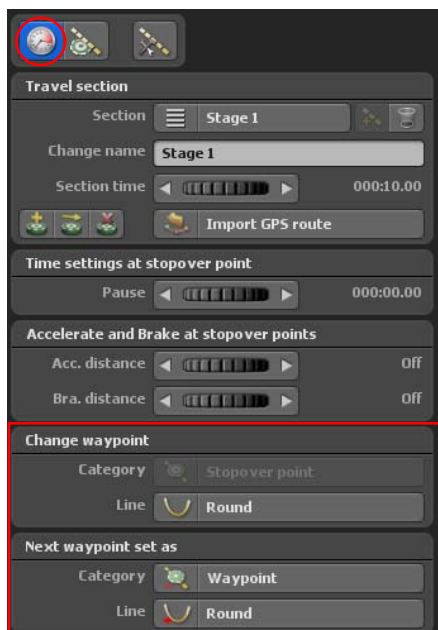 Travel section
Section Stage 1
Change name Stage 1
Section time 000:10.00
Import GPS route
Time settings at stopover point
Pause 000:00.00
Accelerate and Brake at stopover points
Acc. distance Off
Bra. distance Off
Change waypoint
Category Stopover point
Line Round
Next waypoint set as
Category Waypoint
Line Round